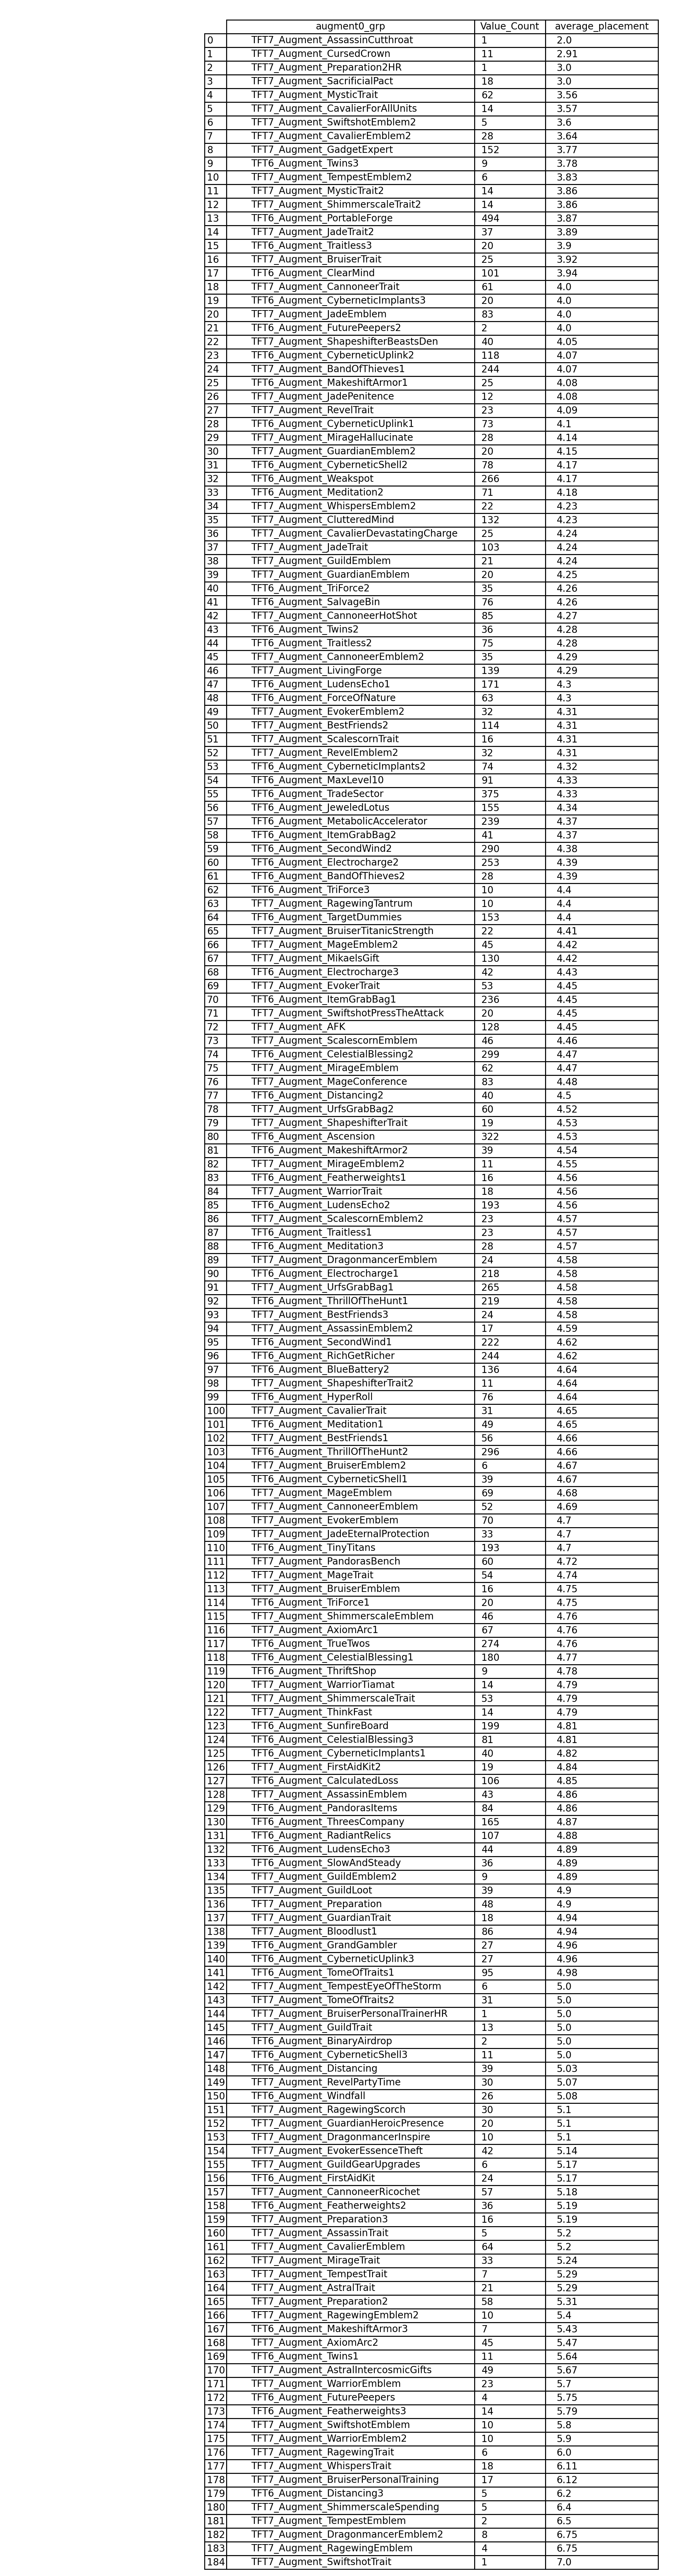 augment0_grp Value_Count average_placement
0 TFT7_Augment_AssassinCutthroat 1 2.0
1 TFT7_Augment_CursedCrown 11 2.91
2 TFT7_Augment_Preparation2HR 1 3.0
3 TFT7_Augment_SacrificialPact 18 3.0
4 TFT7_Augment_MysticTrait 62 3.56
5 TFT7_Augment_CavalierForAllUnits 14 3.57
6 TFT7_Augment_SwiftshotEmblem2 5 3.6
7 TFT7_Augment_CavalierEmblem2 28 3.64
8 TFT7_Augment_GadgetExpert 152 3.77
9 TFT6_Augment_Twins3 9 3.78
10 TFT7_Augment_TempestEmblem2 6 3.83
11 TFT7_Augment_MysticTrait2 14 3.86
12 TFT7_Augment_ShimmerscaleTrait2 14 3.86
13 TFT6_Augment_PortableForge 494 3.87
14 TFT7_Augment_JadeTrait2 37 3.89
15 TFT6_Augment_Traitless3 20 3.9
16 TFT7_Augment_BruiserTrait 25 3.92
17 TFT6_Augment_ClearMind 101 3.94
18 TFT7_Augment_CannoneerTrait 61 4.0
19 TFT6_Augment_CyberneticImplants3 20 4.0
20 TFT7_Augment_JadeEmblem 83 4.0
21 TFT6_Augment_FuturePeepers2 2 4.0
22 TFT7_Augment_ShapeshifterBeastsDen 40 4.05
23 TFT6_Augment_CyberneticUplink2 118 4.07
24 TFT7_Augment_BandOfThieves1 244 4.07
25 TFT6_Augment_MakeshiftArmor1 25 4.08
26 TFT7_Augment_JadePenitence 12 4.08
27 TFT7_Augment_RevelTrait 23 4.09
28 TFT6_Augment_CyberneticUplink1 73 4.1
29 TFT7_Augment_MirageHallucinate 28 4.14
30 TFT7_Augment_GuardianEmblem2 20 4.15
31 TFT6_Augment_CyberneticShell2 78 4.17
32 TFT6_Augment_Weakspot 266 4.17
33 TFT6_Augment_Meditation2 71 4.18
34 TFT7_Augment_WhispersEmblem2 22 4.23
35 TFT7_Augment_ClutteredMind 132 4.23
36 TFT7_Augment_CavalierDevastatingCharge 25 4.24
37 TFT7_Augment_JadeTrait 103 4.24
38 TFT7_Augment_GuildEmblem 21 4.24
39 TFT7_Augment_GuardianEmblem 20 4.25
40 TFT6_Augment_TriForce2 35 4.26
41 TFT6_Augment_SalvageBin 76 4.26
42 TFT7_Augment_CannoneerHotShot 85 4.27
43 TFT6_Augment_Twins2 36 4.28
44 TFT6_Augment_Traitless2 75 4.28
45 TFT7_Augment_CannoneerEmblem2 35 4.29
46 TFT7_Augment_LivingForge 139 4.29
47 TFT6_Augment_LudensEcho1 171 4.3
48 TFT6_Augment_ForceOfNature 63 4.3
49 TFT7_Augment_EvokerEmblem2 32 4.31
50 TFT7_Augment_BestFriends2 114 4.31
51 TFT7_Augment_ScalescornTrait 16 4.31
52 TFT7_Augment_RevelEmblem2 32 4.31
53 TFT6_Augment_CyberneticImplants2 74 4.32
54 TFT7_Augment_MaxLevel10 91 4.33
55 TFT6_Augment_TradeSector 375 4.33
56 TFT6_Augment_JeweledLotus 155 4.34
57 TFT6_Augment_MetabolicAccelerator 239 4.37
58 TFT6_Augment_ItemGrabBag2 41 4.37
59 TFT6_Augment_SecondWind2 290 4.38
60 TFT6_Augment_Electrocharge2 253 4.39
61 TFT6_Augment_BandOfThieves2 28 4.39
62 TFT6_Augment_TriForce3 10 4.4
63 TFT7_Augment_RagewingTantrum 10 4.4
64 TFT6_Augment_TargetDummies 153 4.4
65 TFT7_Augment_BruiserTitanicStrength 22 4.41
66 TFT7_Augment_MageEmblem2 45 4.42
67 TFT7_Augment_MikaelsGift 130 4.42
68 TFT6_Augment_Electrocharge3 42 4.43
69 TFT7_Augment_EvokerTrait 53 4.45
70 TFT6_Augment_ItemGrabBag1 236 4.45
71 TFT7_Augment_SwiftshotPressTheAttack 20 4.45
72 TFT7_Augment_AFK 128 4.45
73 TFT7_Augment_ScalescornEmblem 46 4.46
74 TFT6_Augment_CelestialBlessing2 299 4.47
75 TFT7_Augment_MirageEmblem 62 4.47
76 TFT7_Augment_MageConference 83 4.48
77 TFT6_Augment_Distancing2 40 4.5
78 TFT7_Augment_UrfsGrabBag2 60 4.52
79 TFT7_Augment_ShapeshifterTrait 19 4.53
80 TFT6_Augment_Ascension 322 4.53
81 TFT6_Augment_MakeshiftArmor2 39 4.54
82 TFT7_Augment_MirageEmblem2 11 4.55
83 TFT6_Augment_Featherweights1 16 4.56
84 TFT7_Augment_WarriorTrait 18 4.56
85 TFT6_Augment_LudensEcho2 193 4.56
86 TFT7_Augment_ScalescornEmblem2 23 4.57
87 TFT6_Augment_Traitless1 23 4.57
88 TFT6_Augment_Meditation3 28 4.57
89 TFT7_Augment_DragonmancerEmblem 24 4.58
90 TFT6_Augment_Electrocharge1 218 4.58
91 TFT7_Augment_UrfsGrabBag1 265 4.58
92 TFT6_Augment_ThrillOfTheHunt1 219 4.58
93 TFT7_Augment_BestFriends3 24 4.58
94 TFT7_Augment_AssassinEmblem2 17 4.59
95 TFT6_Augment_SecondWind1 222 4.62
96 TFT6_Augment_RichGetRicher 244 4.62
97 TFT6_Augment_BlueBattery2 136 4.64
98 TFT7_Augment_ShapeshifterTrait2 11 4.64
99 TFT6_Augment_HyperRoll 76 4.64
100 TFT7_Augment_CavalierTrait 31 4.65
101 TFT6_Augment_Meditation1 49 4.65
102 TFT7_Augment_BestFriends1 56 4.66
103 TFT6_Augment_ThrillOfTheHunt2 296 4.66
104 TFT7_Augment_BruiserEmblem2 6 4.67
105 TFT6_Augment_CyberneticShell1 39 4.67
106 TFT7_Augment_MageEmblem 69 4.68
107 TFT7_Augment_CannoneerEmblem 52 4.69
108 TFT7_Augment_EvokerEmblem 70 4.7
109 TFT7_Augment_JadeEternalProtection 33 4.7
110 TFT6_Augment_TinyTitans 193 4.7
111 TFT7_Augment_PandorasBench 60 4.72
112 TFT7_Augment_MageTrait 54 4.74
113 TFT7_Augment_BruiserEmblem 16 4.75
114 TFT6_Augment_TriForce1 20 4.75
115 TFT7_Augment_ShimmerscaleEmblem 46 4.76
116 TFT7_Augment_AxiomArc1 67 4.76
117 TFT6_Augment_TrueTwos 274 4.76
118 TFT6_Augment_CelestialBlessing1 180 4.77
119 TFT6_Augment_ThriftShop 9 4.78
120 TFT7_Augment_WarriorTiamat 14 4.79
121 TFT7_Augment_ShimmerscaleTrait 53 4.79
122 TFT7_Augment_ThinkFast 14 4.79
123 TFT6_Augment_SunfireBoard 199 4.81
124 TFT6_Augment_CelestialBlessing3 81 4.81
125 TFT6_Augment_CyberneticImplants1 40 4.82
126 TFT7_Augment_FirstAidKit2 19 4.84
127 TFT6_Augment_CalculatedLoss 106 4.85
128 TFT7_Augment_AssassinEmblem 43 4.86
129 TFT6_Augment_PandorasItems 84 4.86
130 TFT6_Augment_ThreesCompany 165 4.87
131 TFT6_Augment_RadiantRelics 107 4.88
132 TFT6_Augment_LudensEcho3 44 4.89
133 TFT6_Augment_SlowAndSteady 36 4.89
134 TFT7_Augment_GuildEmblem2 9 4.89
135 TFT7_Augment_GuildLoot 39 4.9
136 TFT7_Augment_Preparation 48 4.9
137 TFT7_Augment_GuardianTrait 18 4.94
138 TFT7_Augment_Bloodlust1 86 4.94
139 TFT6_Augment_GrandGambler 27 4.96
140 TFT6_Augment_CyberneticUplink3 27 4.96
141 TFT6_Augment_TomeOfTraits1 95 4.98
142 TFT7_Augment_TempestEyeOfTheStorm 6 5.0
143 TFT7_Augment_TomeOfTraits2 31 5.0
144 TFT7_Augment_BruiserPersonalTrainerHR 1 5.0
145 TFT7_Augment_GuildTrait 13 5.0
146 TFT6_Augment_BinaryAirdrop 2 5.0
147 TFT6_Augment_CyberneticShell3 11 5.0
148 TFT6_Augment_Distancing 39 5.03
149 TFT7_Augment_RevelPartyTime 30 5.07
150 TFT6_Augment_Windfall 26 5.08
151 TFT7_Augment_RagewingScorch 30 5.1
152 TFT7_Augment_GuardianHeroicPresence 20 5.1
153 TFT7_Augment_DragonmancerInspire 10 5.1
154 TFT7_Augment_EvokerEssenceTheft 42 5.14
155 TFT7_Augment_GuildGearUpgrades 6 5.17
156 TFT6_Augment_FirstAidKit 24 5.17
157 TFT7_Augment_CannoneerRicochet 57 5.18
158 TFT6_Augment_Featherweights2 36 5.19
159 TFT7_Augment_Preparation3 16 5.19
160 TFT7_Augment_AssassinTrait 5 5.2
161 TFT7_Augment_CavalierEmblem 64 5.2
162 TFT7_Augment_MirageTrait 33 5.24
163 TFT7_Augment_TempestTrait 7 5.29
164 TFT7_Augment_AstralTrait 21 5.29
165 TFT7_Augment_Preparation2 58 5.31
166 TFT7_Augment_RagewingEmblem2 10 5.4
167 TFT6_Augment_MakeshiftArmor3 7 5.43
168 TFT7_Augment_AxiomArc2 45 5.47
169 TFT6_Augment_Twins1 11 5.64
170 TFT7_Augment_AstralIntercosmicGifts 49 5.67
171 TFT7_Augment_WarriorEmblem 23 5.7
172 TFT6_Augment_FuturePeepers 4 5.75
173 TFT6_Augment_Featherweights3 14 5.79
174 TFT7_Augment_SwiftshotEmblem 10 5.8
175 TFT7_Augment_WarriorEmblem2 10 5.9
176 TFT7_Augment_RagewingTrait 6 6.0
177 TFT7_Augment_WhispersTrait 18 6.11
178 TFT7_Augment_BruiserPersonalTraining 17 6.12
179 TFT6_Augment_Distancing3 5 6.2
180 TFT7_Augment_ShimmerscaleSpending 5 6.4
181 TFT7_Augment_TempestEmblem 2 6.5
182 TFT7_Augment_DragonmancerEmblem2 8 6.75
183 TFT7_Augment_RagewingEmblem 4 6.75
184 TFT7_Augment_SwiftshotTrait 1 7.0